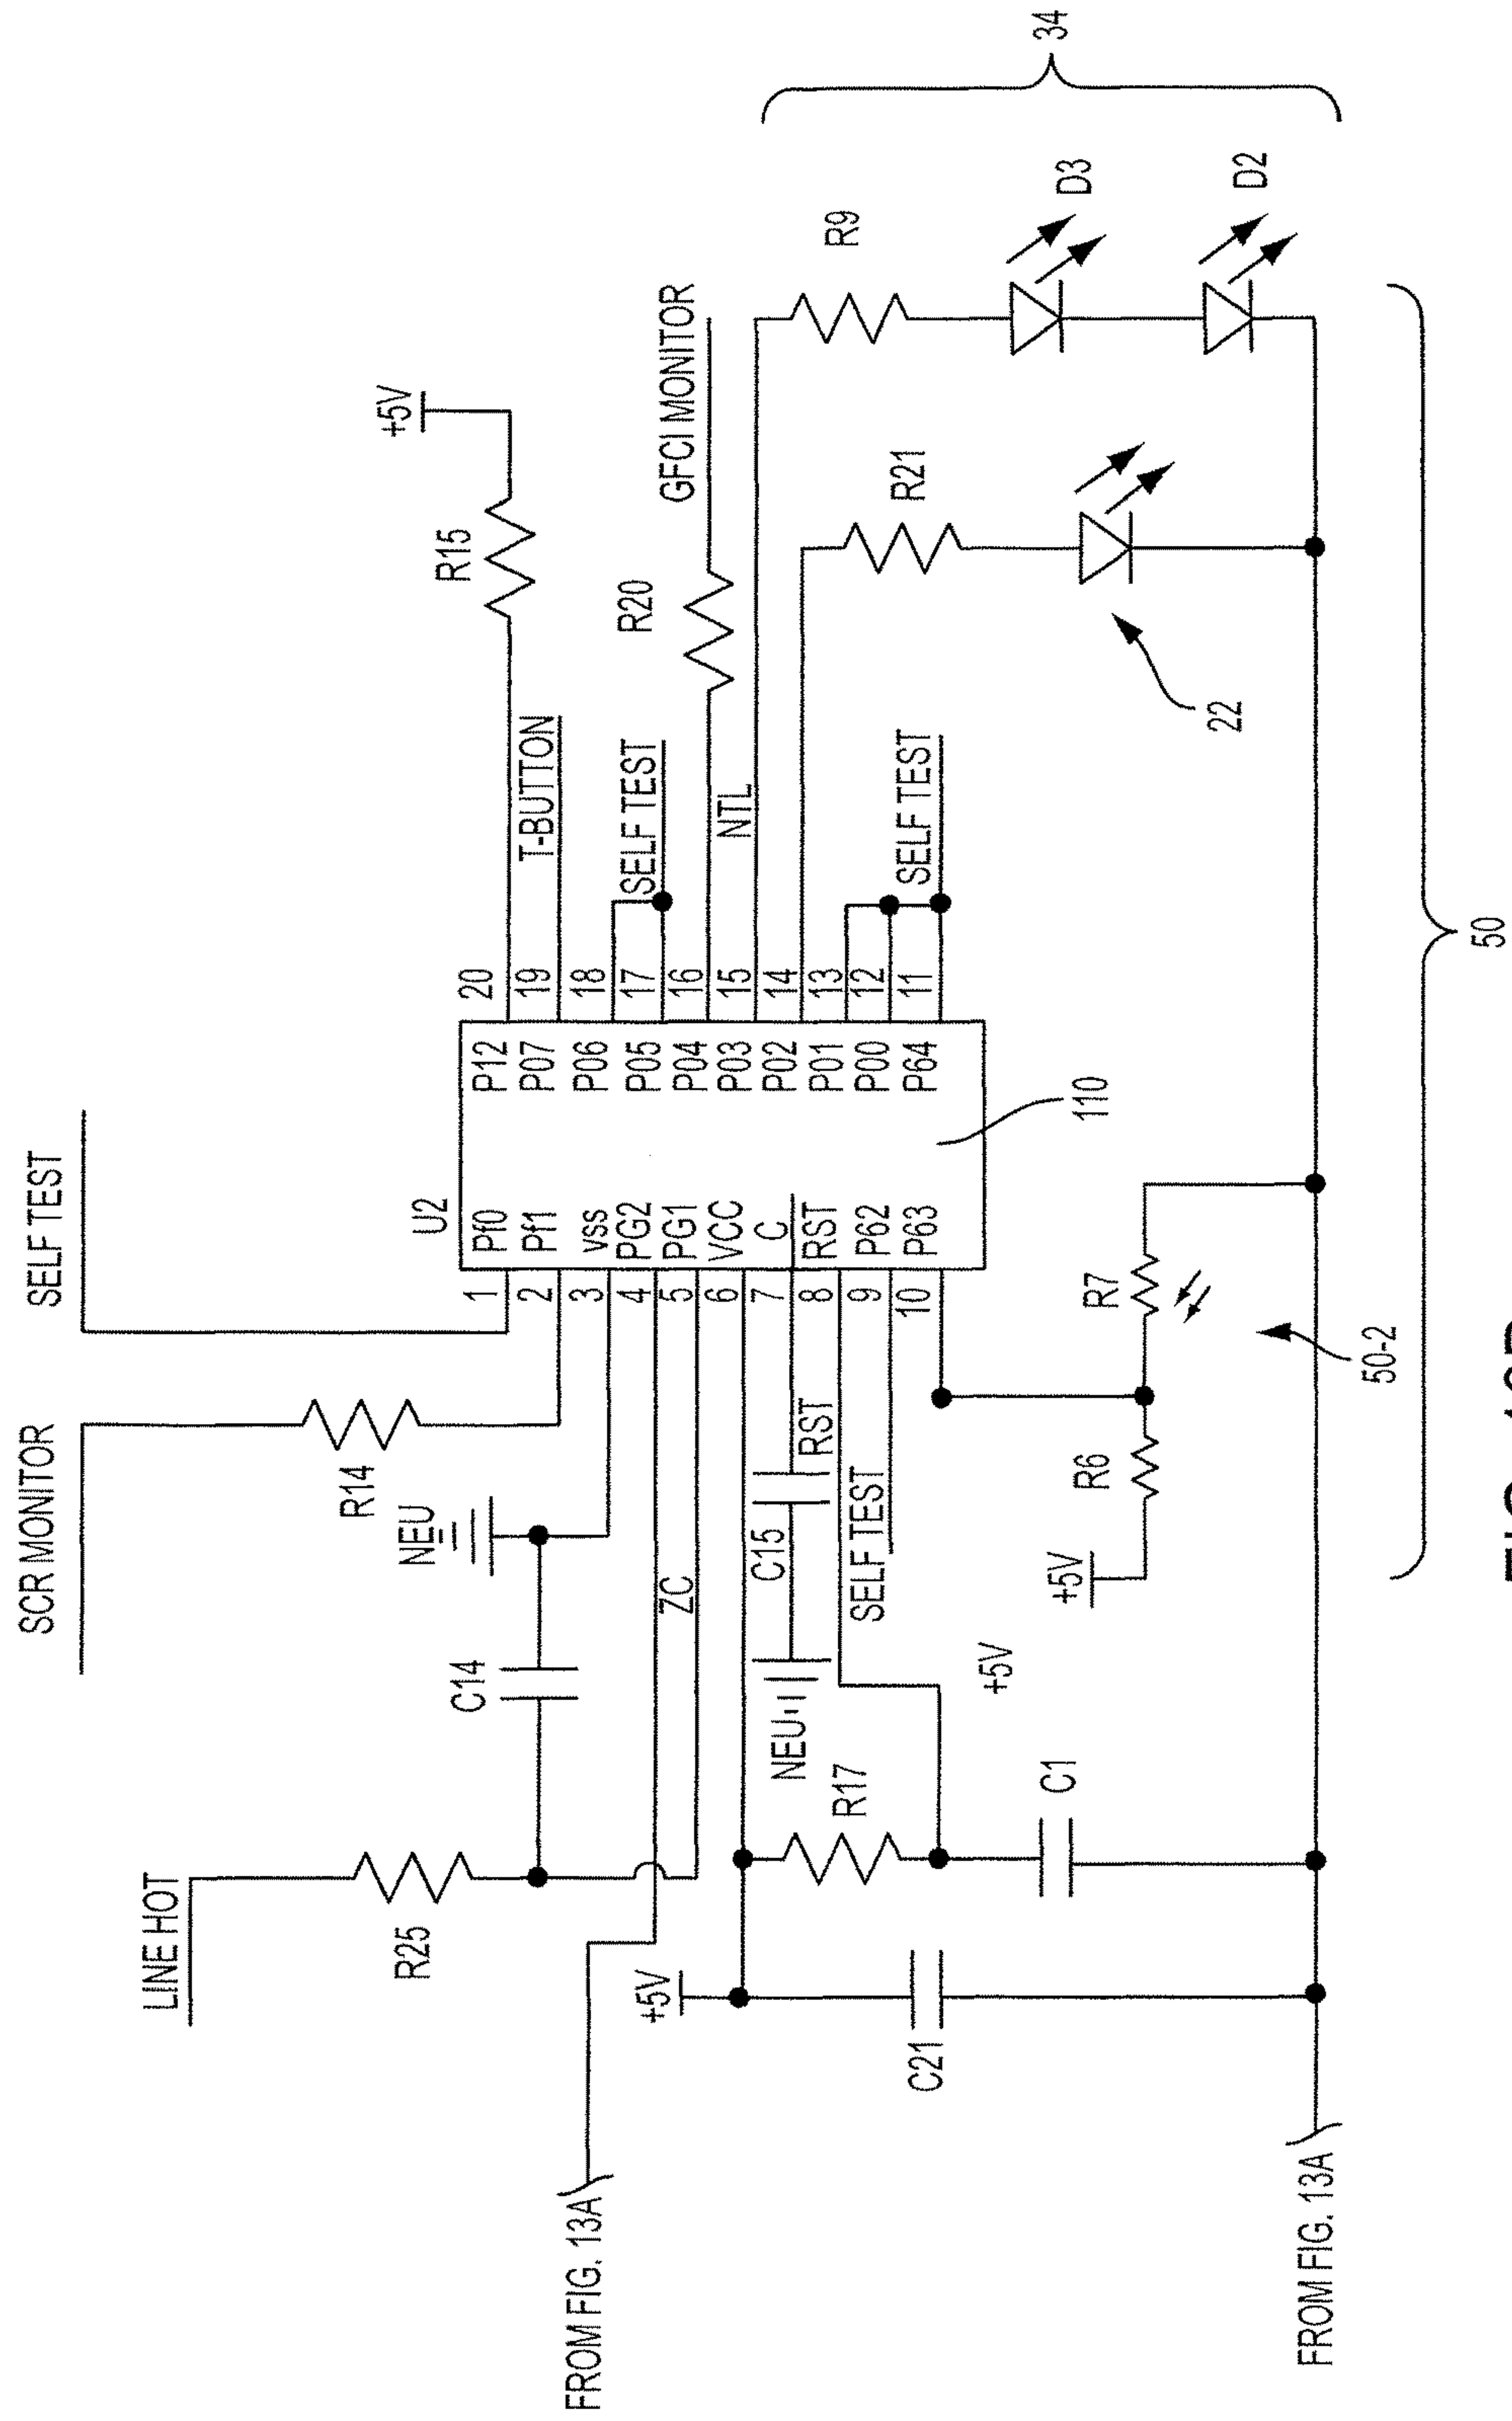 SELF TEST
SCR MONITOR
LINE HOT
R14
NEU
C14
R25
ZC
FROM FIG. 13A
+5V
U2
Pf0
Pf1
vss
PG2
PG1
VCC
C
RST
P62
P63
1
2
3
4
5
6
7
8
9
10
P12
P07
P06
P05
P04
P03
P02
P01
P00
P64
20
19
18
17
16
15
14
13
12
11
110
R15
+5V
T-BUTTON
SELF TEST
R20
GFCI MONITOR
NTL
SELF TEST
R9
R21
D3
D2
22
34
RST
C15
NEU
SELF TEST
R17
+5V
C1
C21
R6
R7
+5V
50-2
50
FROM FIG. 13A